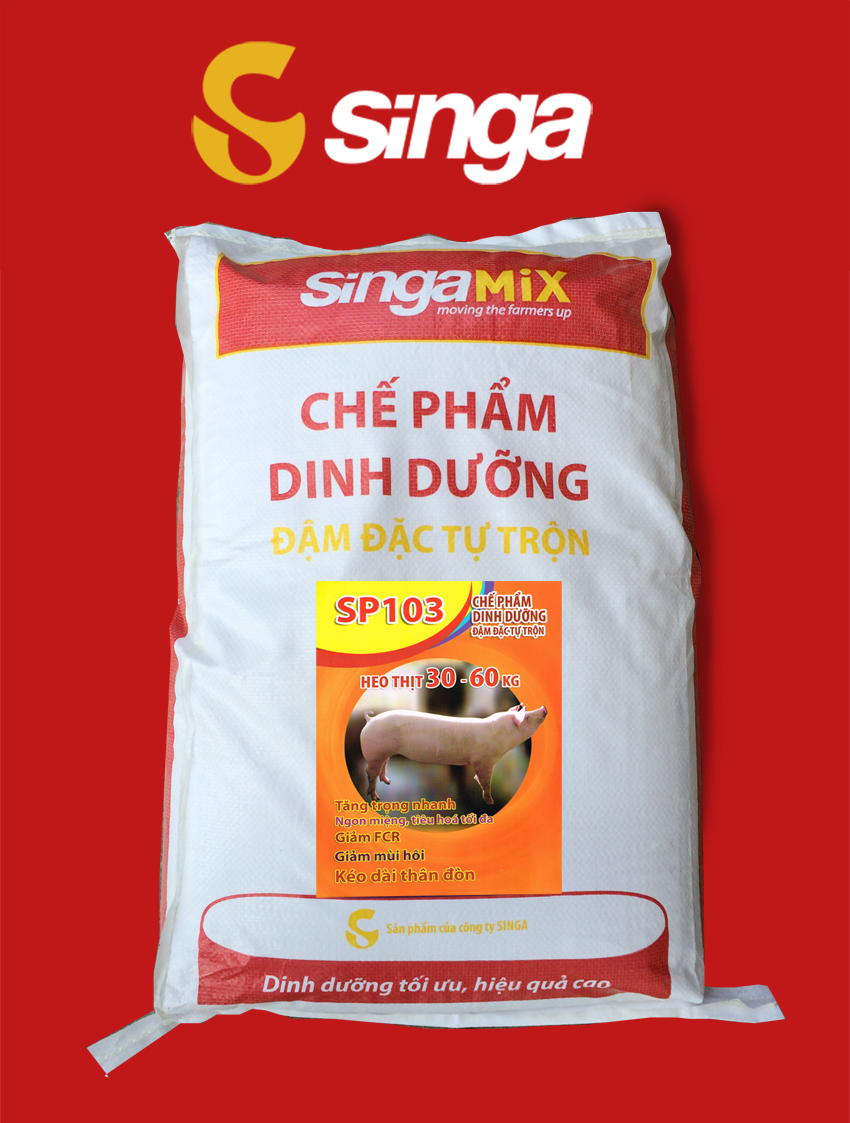 Singa
SingaMiX
moving the farmers up
CHẾ PHẨM
DINH DƯỠNG
ĐẬM ĐẶC TỰ TRỘN
SP103
CHẾ PHẨM
DINH DƯỠNG
ĐẬM ĐẶC-TỰ TRỘN
HEO THỊT 30 - 60 KG
Tăng trọng nhanh
Ngon miệng, tiêu hoá tối đa
Giảm FCR
Giảm mùi hôi
Kéo dài thân đòn
Sản phẩm của công ty SINGA
Dinh dưỡng tối ưu, hiệu quả cao